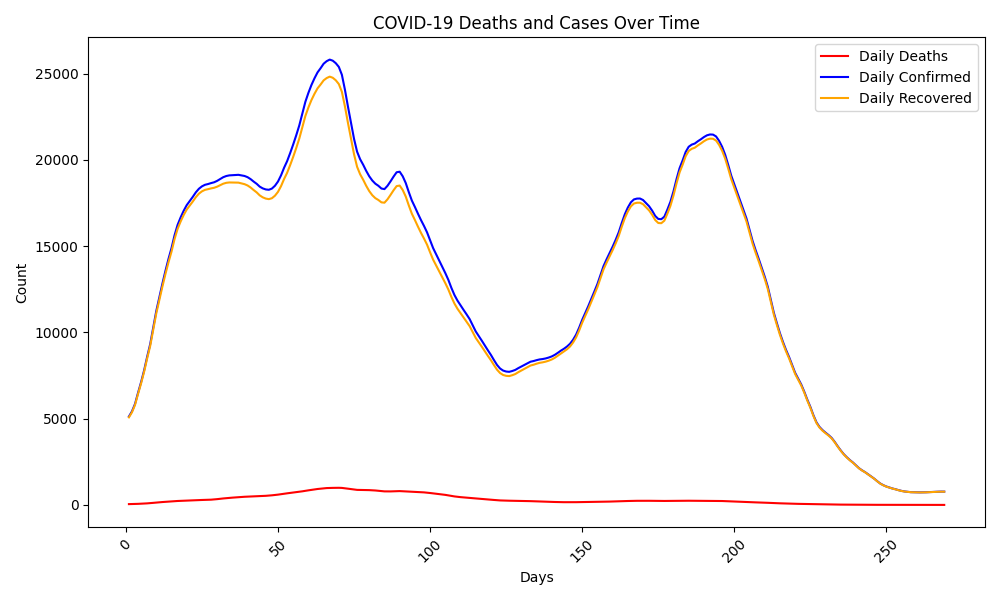 COVID-19 Deaths and Cases Over Time
Daily Deaths
Daily Confirmed
Daily Recovered
Count
25000
20000
15000
10000
5000
0
0
50
100
150
200
250
Days